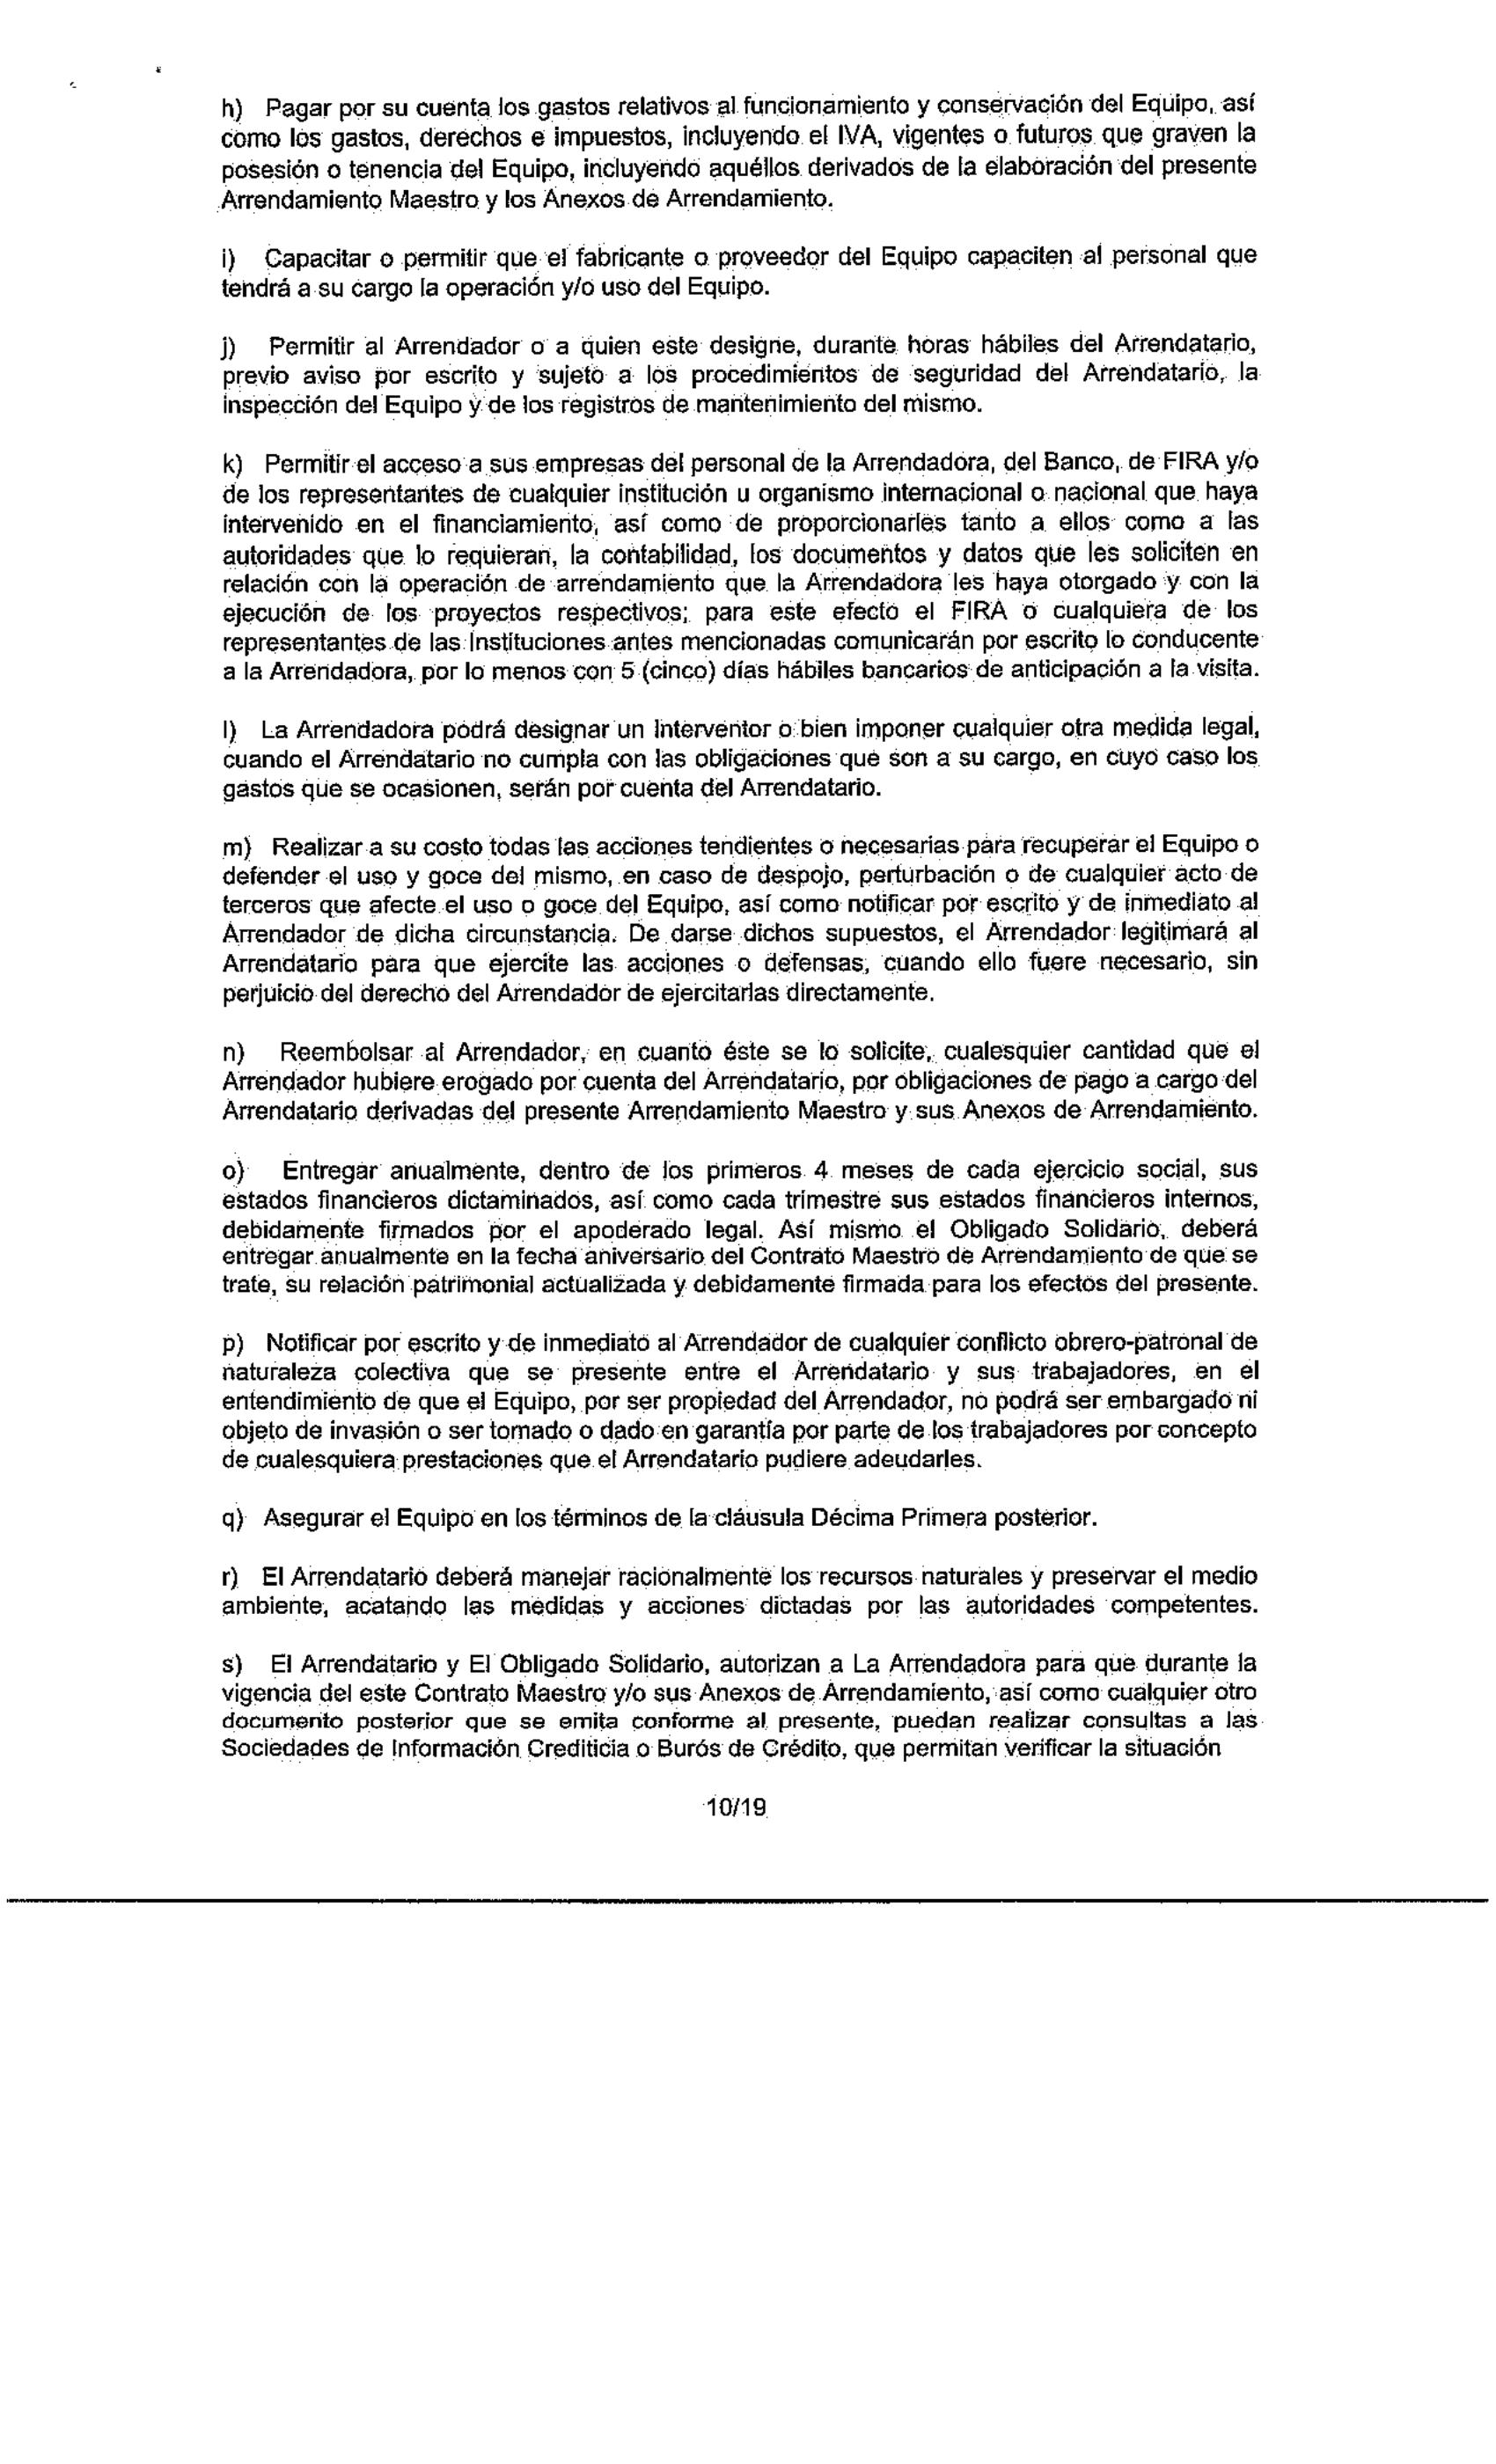 h) Pagar por su cuenta los gastos relativos al funcionamiento y conservación del Equipo, así
como los gastos, derechos e impuestos, incluyendo el IVA, vigentes o futuros que graven la
posesión o tenencia del Equipo, incluyendo aquéllos derivados de la elaboración del presente
Arrendamiento Maestro y los Anexos de Arrendamiento.
i) Capacitar o permitir que el fabricante o proveedor del Equipo capaciten al personal que
tendrá a su cargo la operación y/o uso del Equipo.
j) Permitir al Arrendador o a quien este designe, durante horas hábiles del Arrendatario,
previo aviso por escrito y sujeto a los procedimientos de seguridad del Arrendatario, la
inspección del Equipo y de los registros de mantenimiento del mismo.
k) Permitir el acceso a sus empresas del personal de la Arrendadora, del Banco, de FIRA y/o
de los representantes de cualquier institución u organismo internacional o nacional que haya
intervenido en el financiamiento, así como de proporcionarles tanto a ellos como a las
autoridades que lo requieran, la contabilidad, los documentos y datos que les soliciten en
relación con la operación de arrendamiento que la Arrendadora les haya otorgado y con la
ejecución de los proyectos respectivos; para este efecto el FIRA o cualquiera de los
representantes de las Instituciones antes mencionadas comunicarán por escrito lo conducente
a la Arrendadora, por lo menos con 5 (cinco) días hábiles bancarios de anticipación a la visita.
l) La Arrendadora podrá designar un Interventor o bien imponer cualquier otra medida legal,
cuando el Arrendatario no cumpla con las obligaciones que son a su cargo, en cuyo caso los
gastos que se ocasionen, serán por cuenta del Arrendatario.
m) Realizar a su costo todas las acciones tendientes o necesarias para recuperar el Equipo o
defender el uso y goce del mismo, en caso de despojo, perturbación o de cualquier acto de
terceros que afecte el uso o goce del Equipo, así como notificar por escrito y de inmediato al
Arrendador de dicha circunstancia. De darse dichos supuestos, el Arrendador legitimará al
Arrendatario para que ejercite las acciones o defensas, cuando ello fuere necesario, sin
perjuicio del derecho del Arrendador de ejercitarlas directamente.
n) Reembolsar al Arrendador, en cuanto éste se lo solicite, cualesquier cantidad que el
Arrendador hubiere erogado por cuenta del Arrendatario, por obligaciones de pago a cargo del
Arrendatario derivadas del presente Arrendamiento Maestro y sus Anexos de Arrendamiento.
o) Entregar anualmente, dentro de los primeros 4 meses de cada ejercicio social, sus
estados financieros dictaminados, así como cada trimestre sus estados financieros internos,
debidamente firmados por el apoderado legal. Así mismo el Obligado Solidario, deberá
entregar anualmente en la fecha aniversario del Contrato Maestro de Arrendamiento de que se
trate, su relación patrimonial actualizada y debidamente firmada para los efectos del presente.
p) Notificar por escrito y de inmediato al Arrendador de cualquier conflicto obrero-patronal de
naturaleza colectiva que se presente entre el Arrendatario y sus trabajadores, en el
entendimiento de que el Equipo, por ser propiedad del Arrendador, no podrá ser embargado ni
objeto de invasión o ser tomado o dado en garantía por parte de los trabajadores por concepto
de cualesquiera prestaciones que el Arrendatario pudiere adeudarles.
q) Asegurar el Equipo en los términos de la cláusula Décima Primera posterior.
r) El Arrendatario deberá manejar racionalmente los recursos naturales y preservar el medio
ambiente, acatando las medidas y acciones dictadas por las autoridades competentes.
s) El Arrendatario y El Obligado Solidario, autorizan a La Arrendadora para que durante la
vigencia del este Contrato Maestro y/o sus Anexos de Arrendamiento, así como cualquier otro
documento posterior que se emita conforme al presente, puedan realizar consultas a las
Sociedades de Información Crediticia o Burós de Crédito, que permitan verificar la situación
10/19